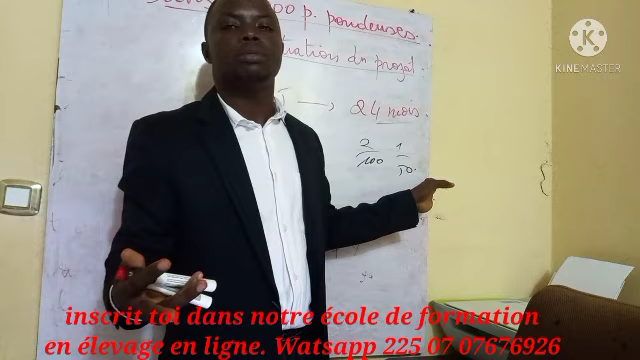 00 p. pondeuses.
KINEMASTER
du projet.
24 mois.
2 1
100 50.
inscrit toi dans notre école de formation
en élevage en ligne. Watsapp 225 07 07676926